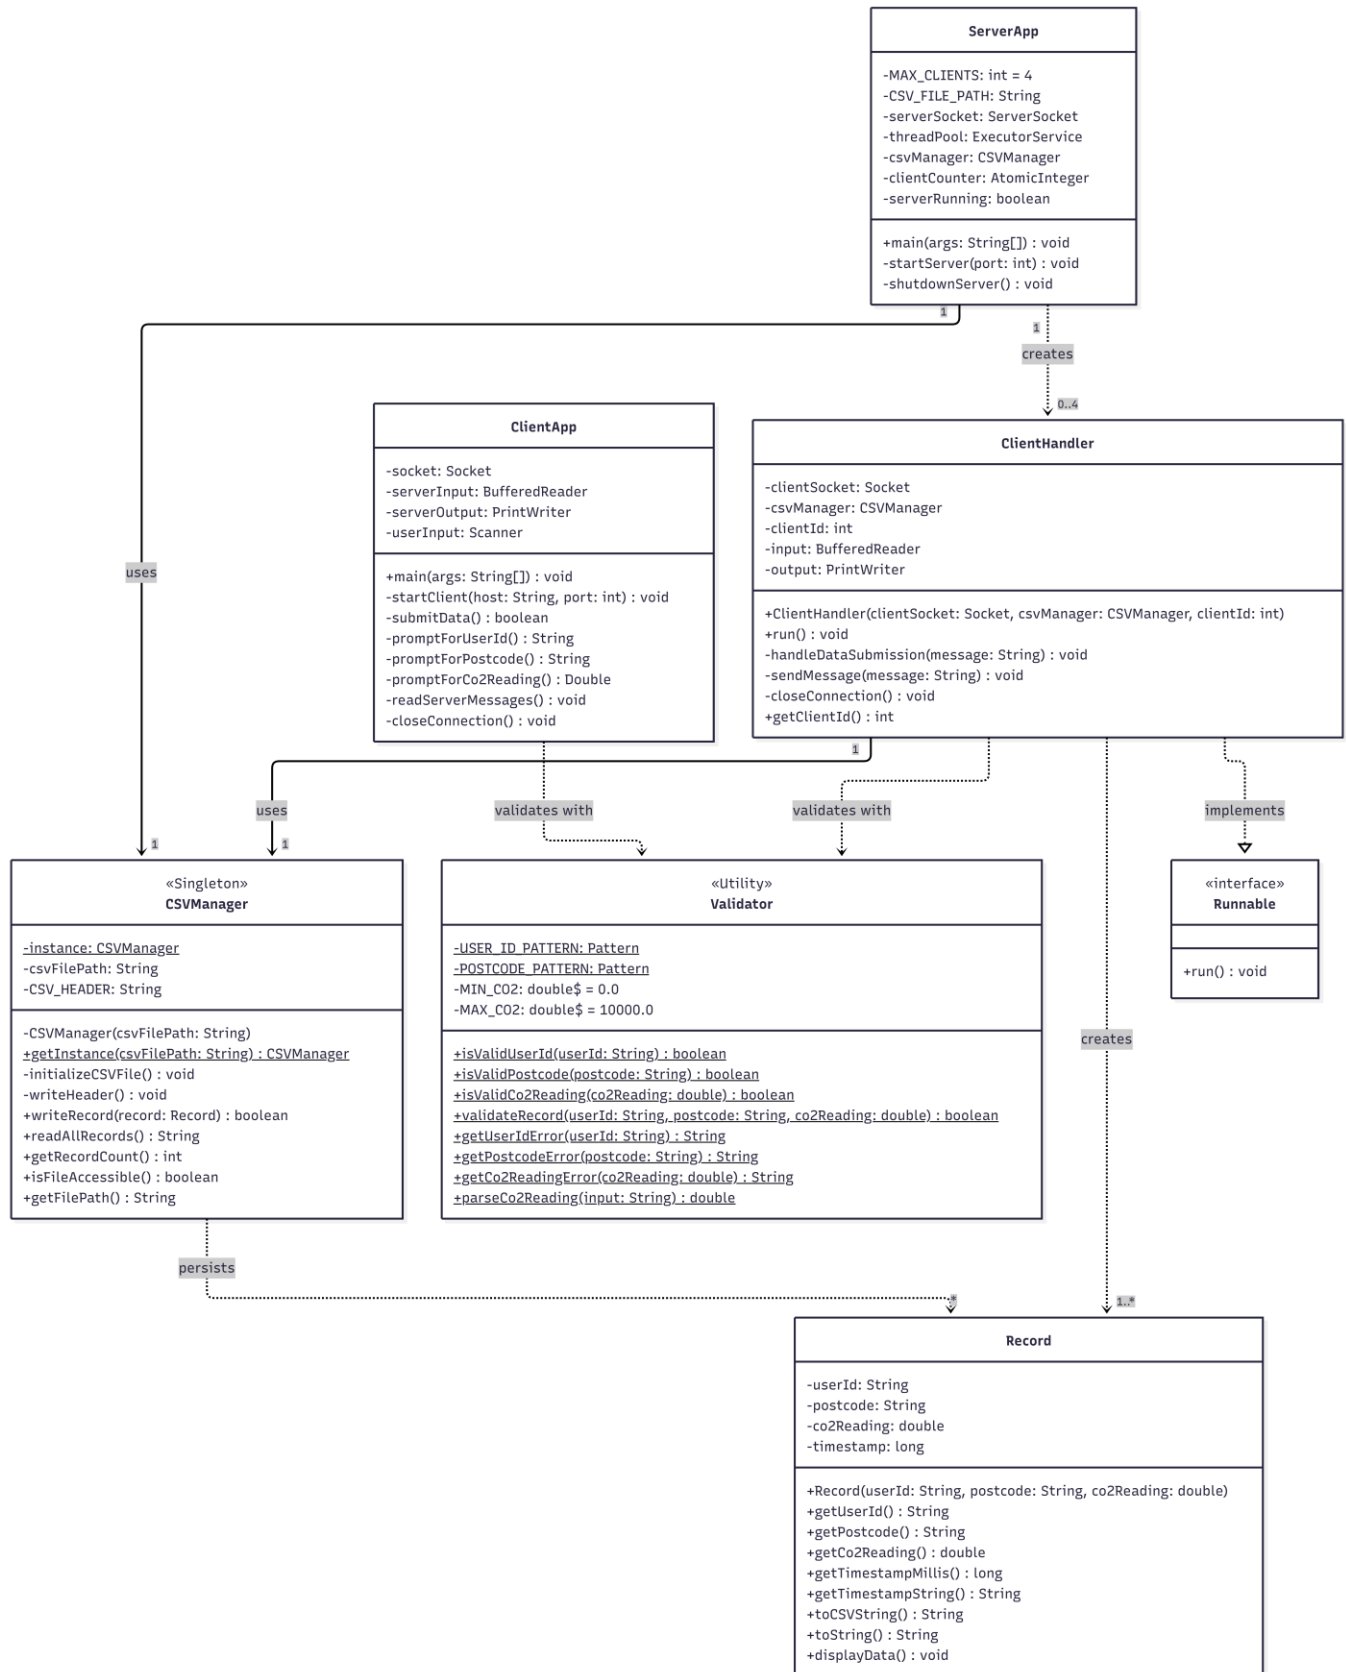 ServerApp
-MAX_CLIENTS: int = 4
-CSV_FILE_PATH: String
-serverSocket: ServerSocket
-threadPool: ExecutorService
-csvManager: CSVManager
-clientCounter: AtomicInteger
-serverRunning: boolean
+main(args: String[]) : void
-startServer(port: int) : void
-shutdownServer() : void
1
1
creates
0..4
uses
ClientApp
-socket: Socket
-serverInput: BufferedReader
-serverOutput: PrintWriter
-userInput: Scanner
+main(args: String[]) : void
-startClient(host: String, port: int) : void
-submitData() : boolean
-promptForUserId() : String
-promptForPostcode() : String
-promptForCo2Reading() : Double
-readServerMessages() : void
-closeConnection() : void
ClientHandler
-clientSocket: Socket
-csvManager: CSVManager
-clientId: int
-input: BufferedReader
-output: PrintWriter
+ClientHandler(clientSocket: Socket, csvManager: CSVManager, clientId: int)
+run() : void
-handleDataSubmission(message: String) : void
-sendMessage(message: String) : void
-closeConnection() : void
+getClientId() : int
1
uses
validates with
validates with
implements
1
1
«Singleton»
CSVManager
-instance: CSVManager
-csvFilePath: String
-CSV_HEADER: String
-CSVManager(csvFilePath: String)
+getInstance(csvFilePath: String) : CSVManager
-initializeCSVFile() : void
-writeHeader() : void
+writeRecord(record: Record) : boolean
+readAllRecords() : String
+getRecordCount() : int
+isFileAccessible() : boolean
+getFilePath() : String
«Utility»
Validator
-USER_ID_PATTERN: Pattern
-POSTCODE_PATTERN: Pattern
-MIN_CO2: double$ = 0.0
-MAX_CO2: double$ = 10000.0
+isValidUserId(userId: String) : boolean
+isValidPostcode(postcode: String) : boolean
+isValidCo2Reading(co2Reading: double) : boolean
+validateRecord(userId: String, postcode: String, co2Reading: double) : boolean
+getUserIdError(userId: String) : String
+getPostcodeError(postcode: String) : String
+getCo2ReadingError(co2Reading: double) : String
+parseCo2Reading(input: String) : double
«interface»
Runnable
+run() : void
creates
persists
*
1..*
Record
-userId: String
-postcode: String
-co2Reading: double
-timestamp: long
+Record(userId: String, postcode: String, co2Reading: double)
+getUserId() : String
+getPostcode() : String
+getCo2Reading() : double
+getTimestampMillis() : long
+getTimestampString() : String
+toCSVString() : String
+toString() : String
+displayData() : void